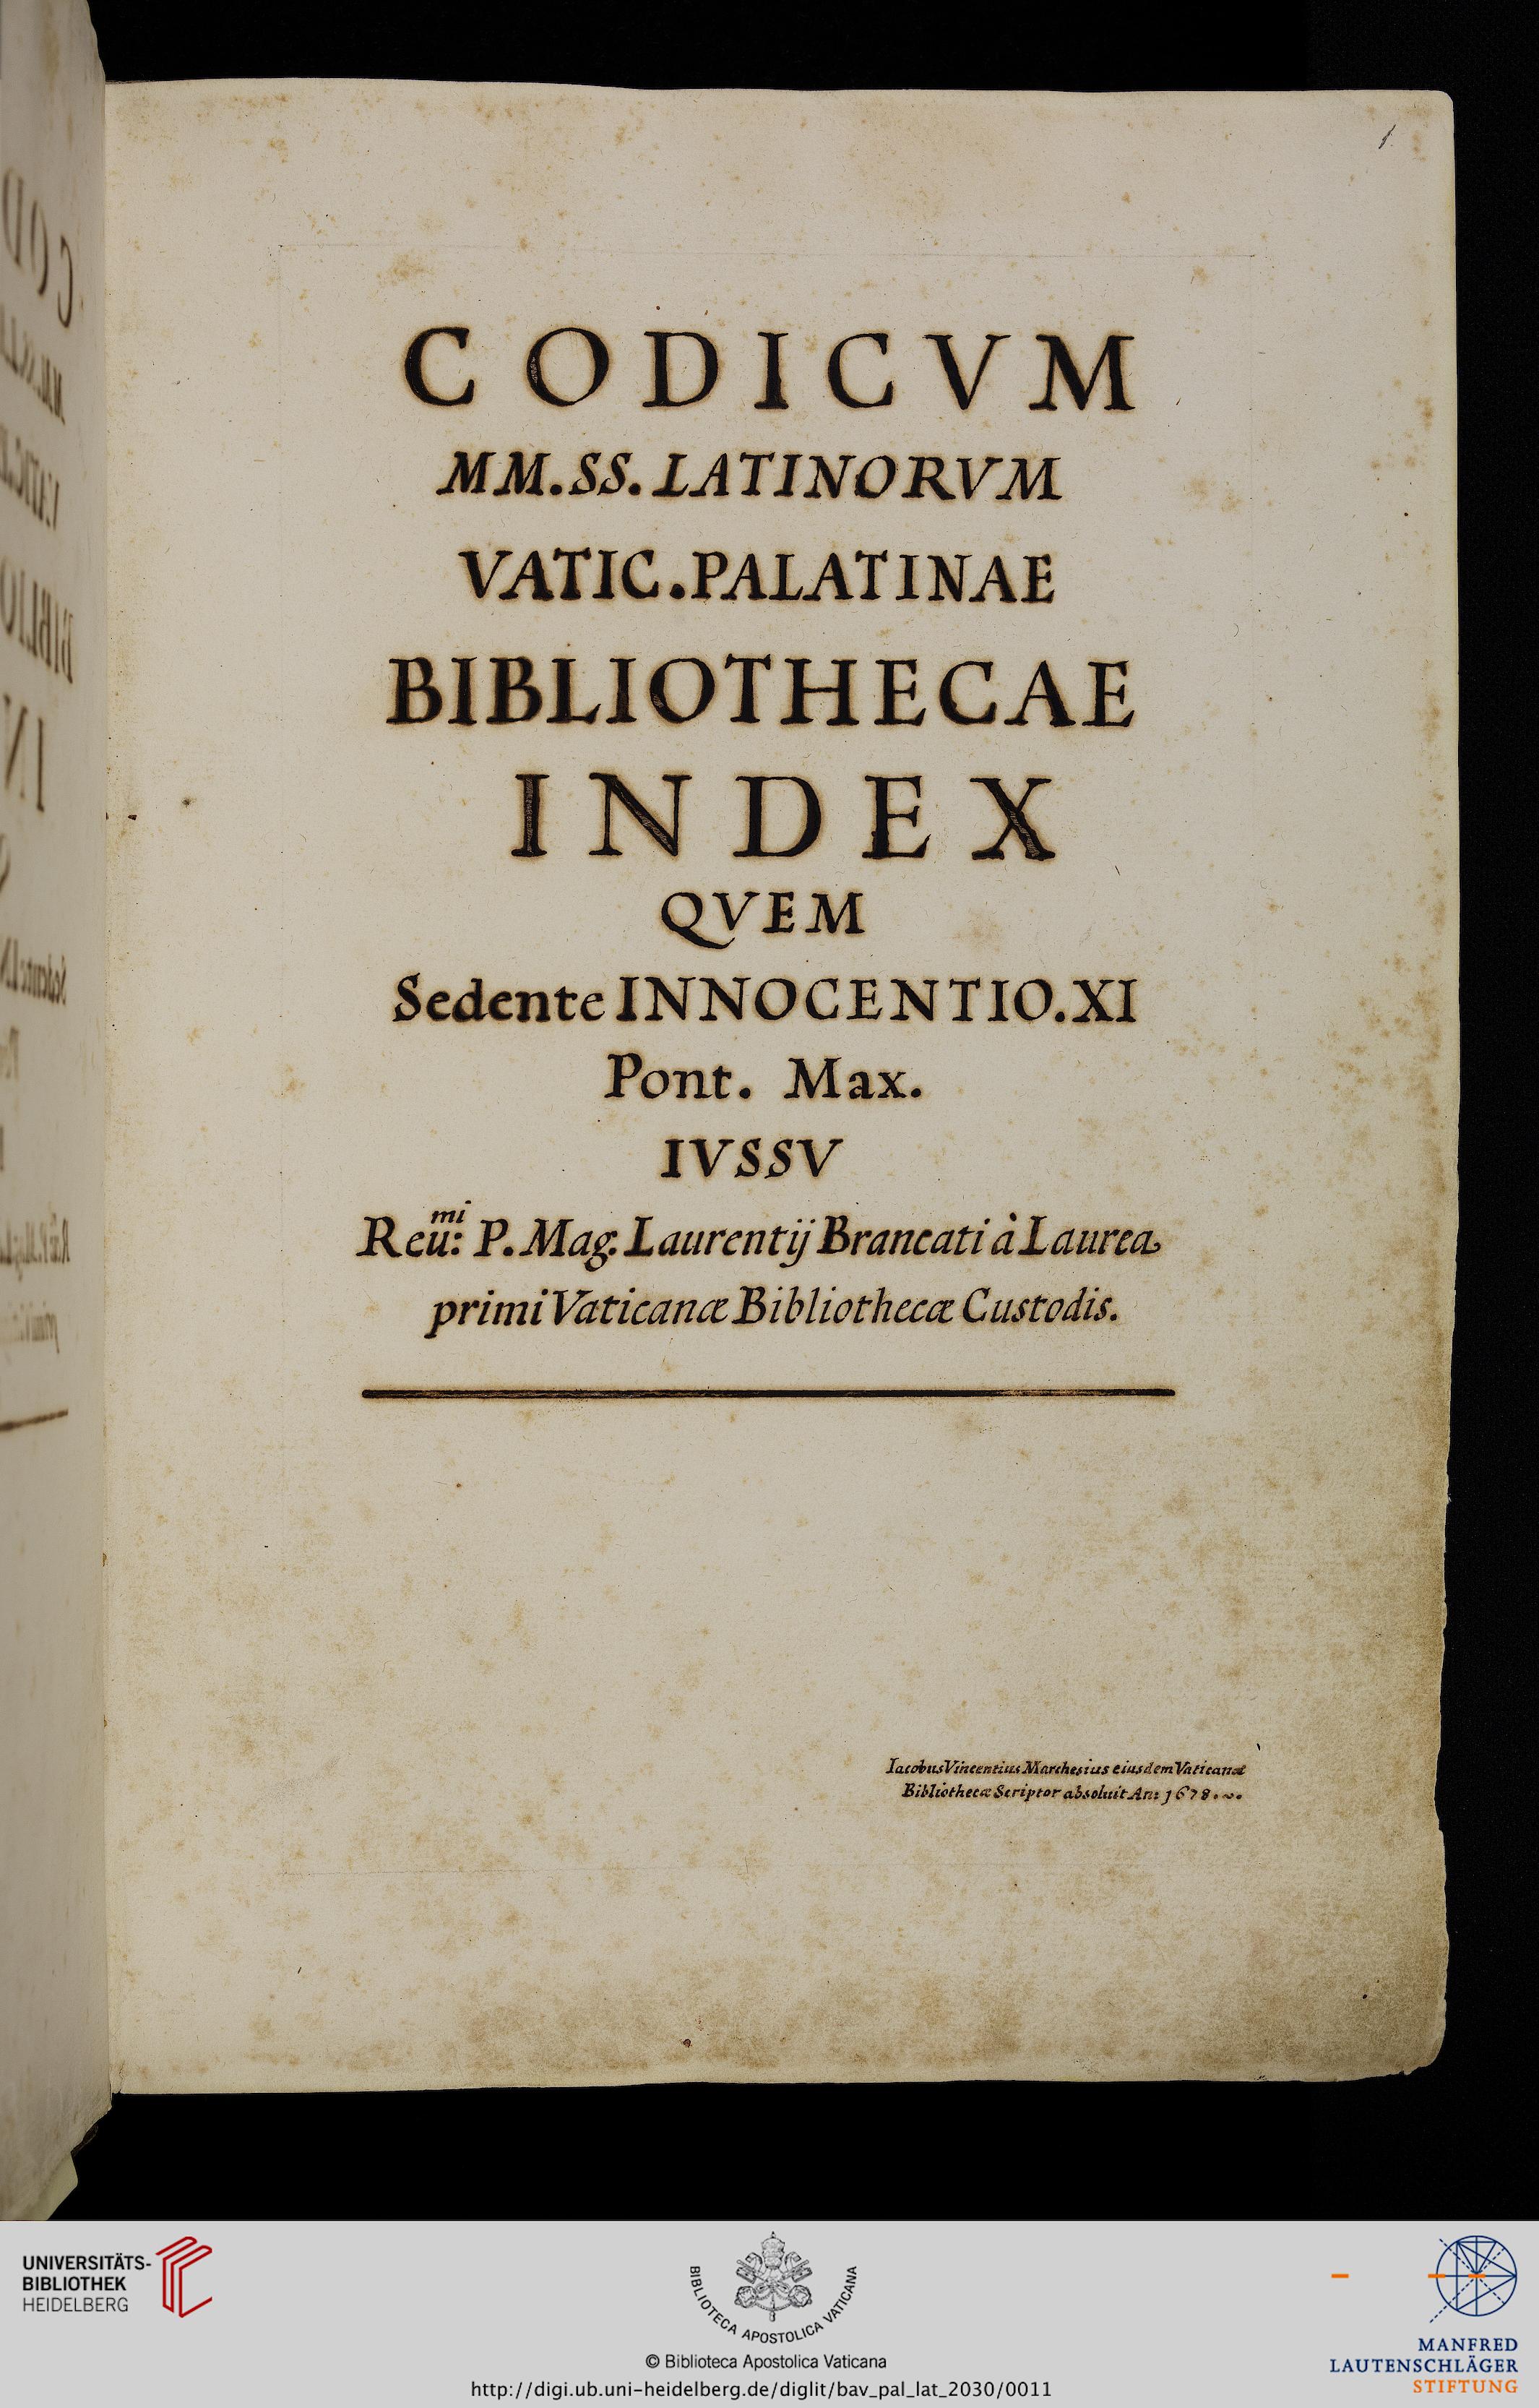 1.
CODICVM
MM.SS. LATINORVM
VATIC. PALATINAE
BIBLIOTHECAE
INDEX
QVEM
Sedente INNOCENTIO. XI
Pont. Max.
IVSSV
Reũ:mi P. Mag: Laurentij Brancati à Laurea
primi Vaticanæ Bibliothecæ Custodis.
Iacobus Vincentius Marchesius eiusdem Vaticanæ
Bibliothecæ Scriptor absoluit An: 1678.~.
UNIVERSITÄTS-
BIBLIOTHEK
HEIDELBERG
BIBLIOTECA APOSTOLICA VATICANA
© Biblioteca Apostolica Vaticana
http://digi.ub.uni-heidelberg.de/diglit/bav_pal_lat_2030/0011
MANFRED
LAUTENSCHLÄGER
STIFTUNG